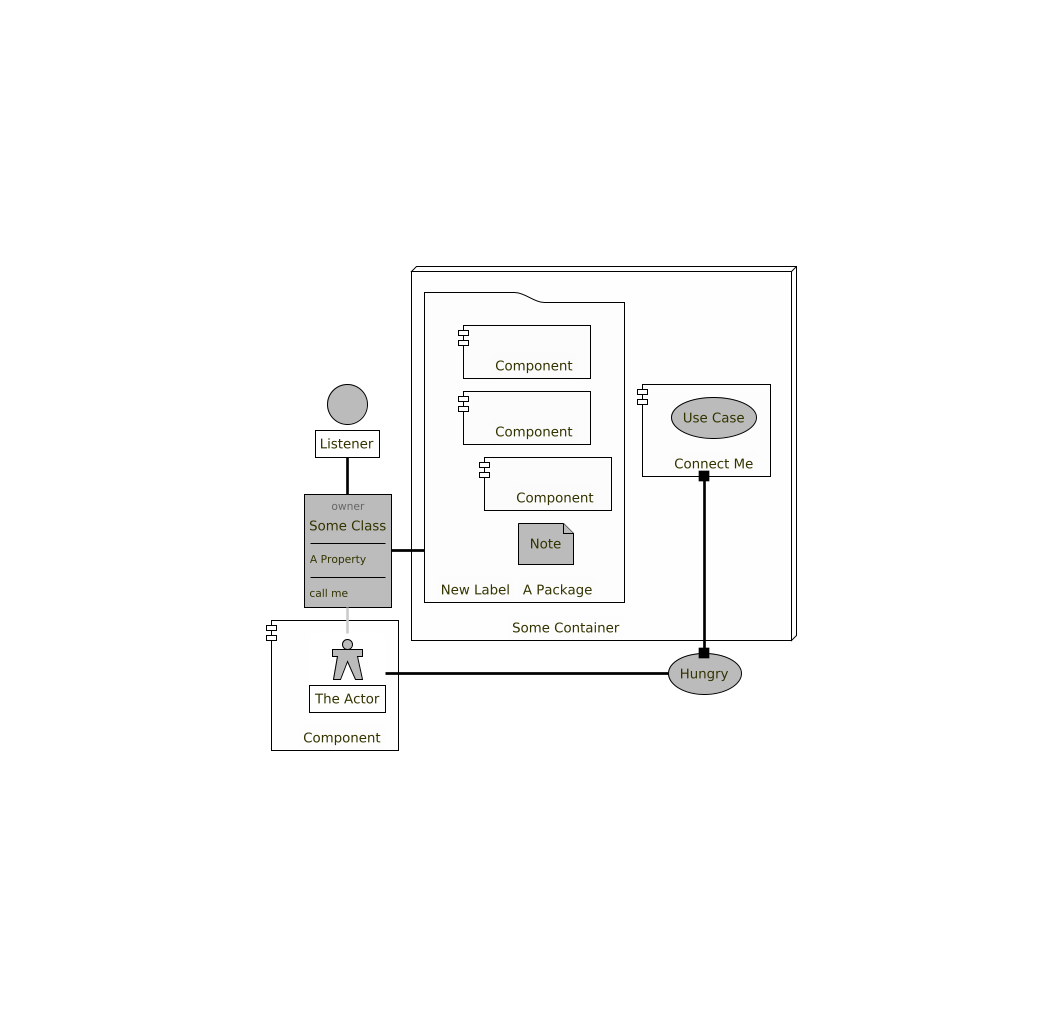 Component
Component
Component
Note
New Label
A Package
Use Case
Connect Me
Some Container
Listener
owner
Some Class
A Property
call me
The Actor
Component
Hungry